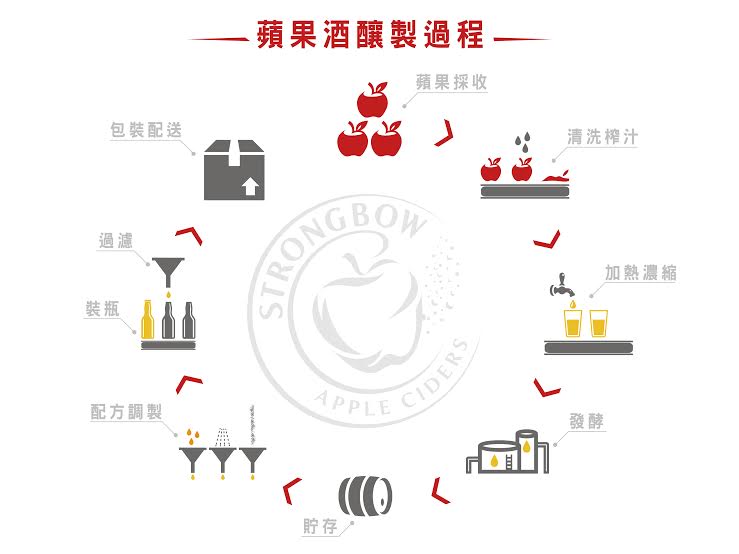 蘋果酒釀製過程
蘋果採收
清洗榨汁
加熱濃縮
發酵
貯存
配方調製
裝瓶
過濾
包裝配送
STRONGBOW
APPLE CIDERS